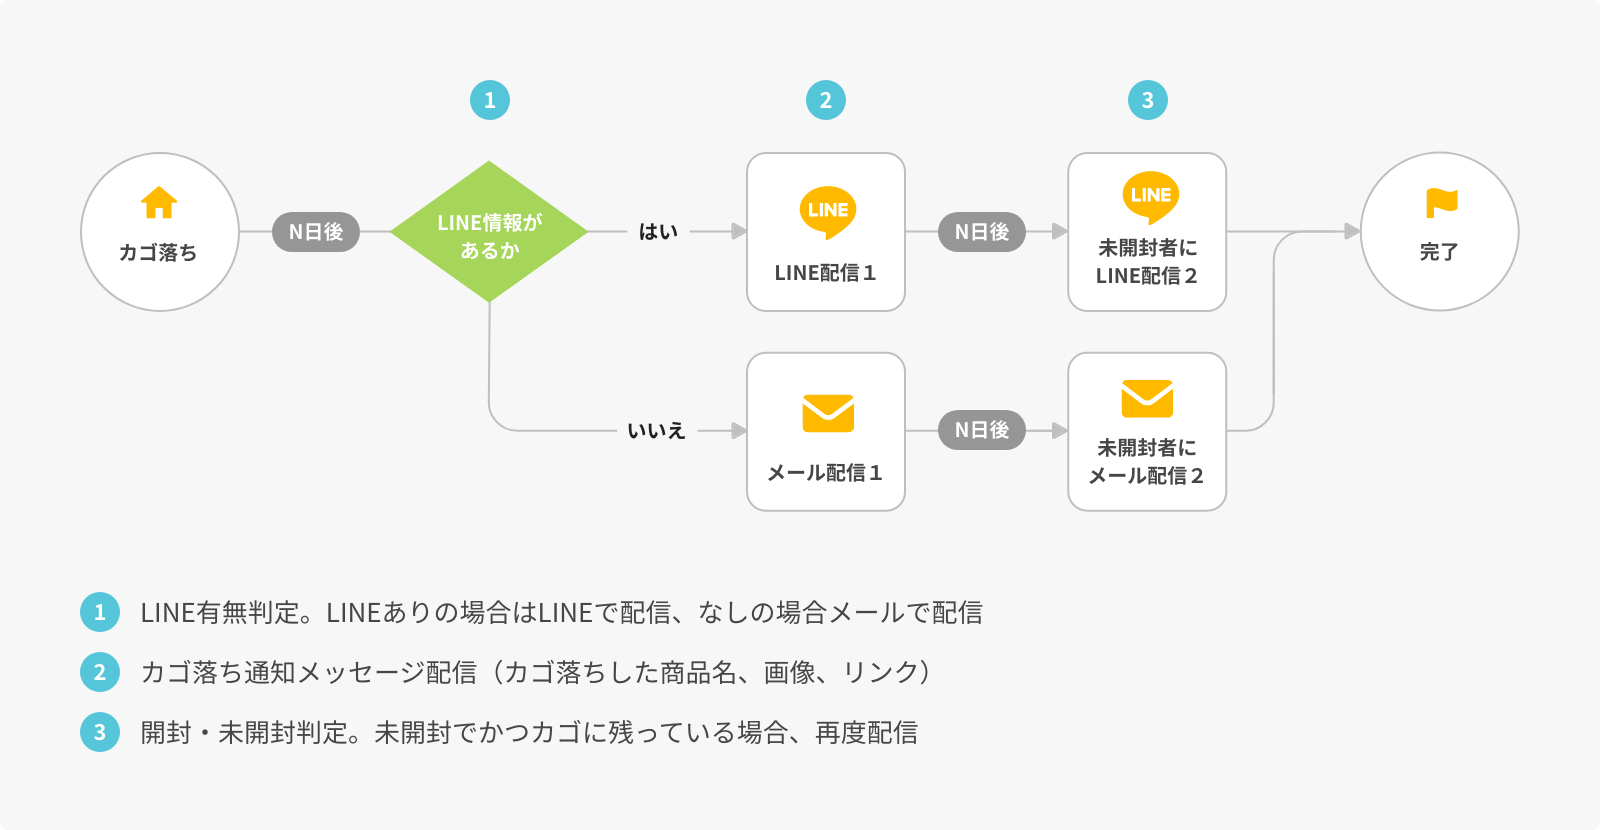 1
2
3
カゴ落ち
N日後
LINE情報が
あるか
はい
LINE
LINE配信１
N日後
LINE
未開封者に
LINE配信２
完了
いいえ
メール配信１
N日後
未開封者に
メール配信２
1 LINE有無判定。LINEありの場合はLINEで配信、なしの場合メールで配信
2 カゴ落ち通知メッセージ配信（カゴ落ちした商品名、画像、リンク）
3 開封・未開封判定。未開封でかつカゴに残っている場合、再度配信